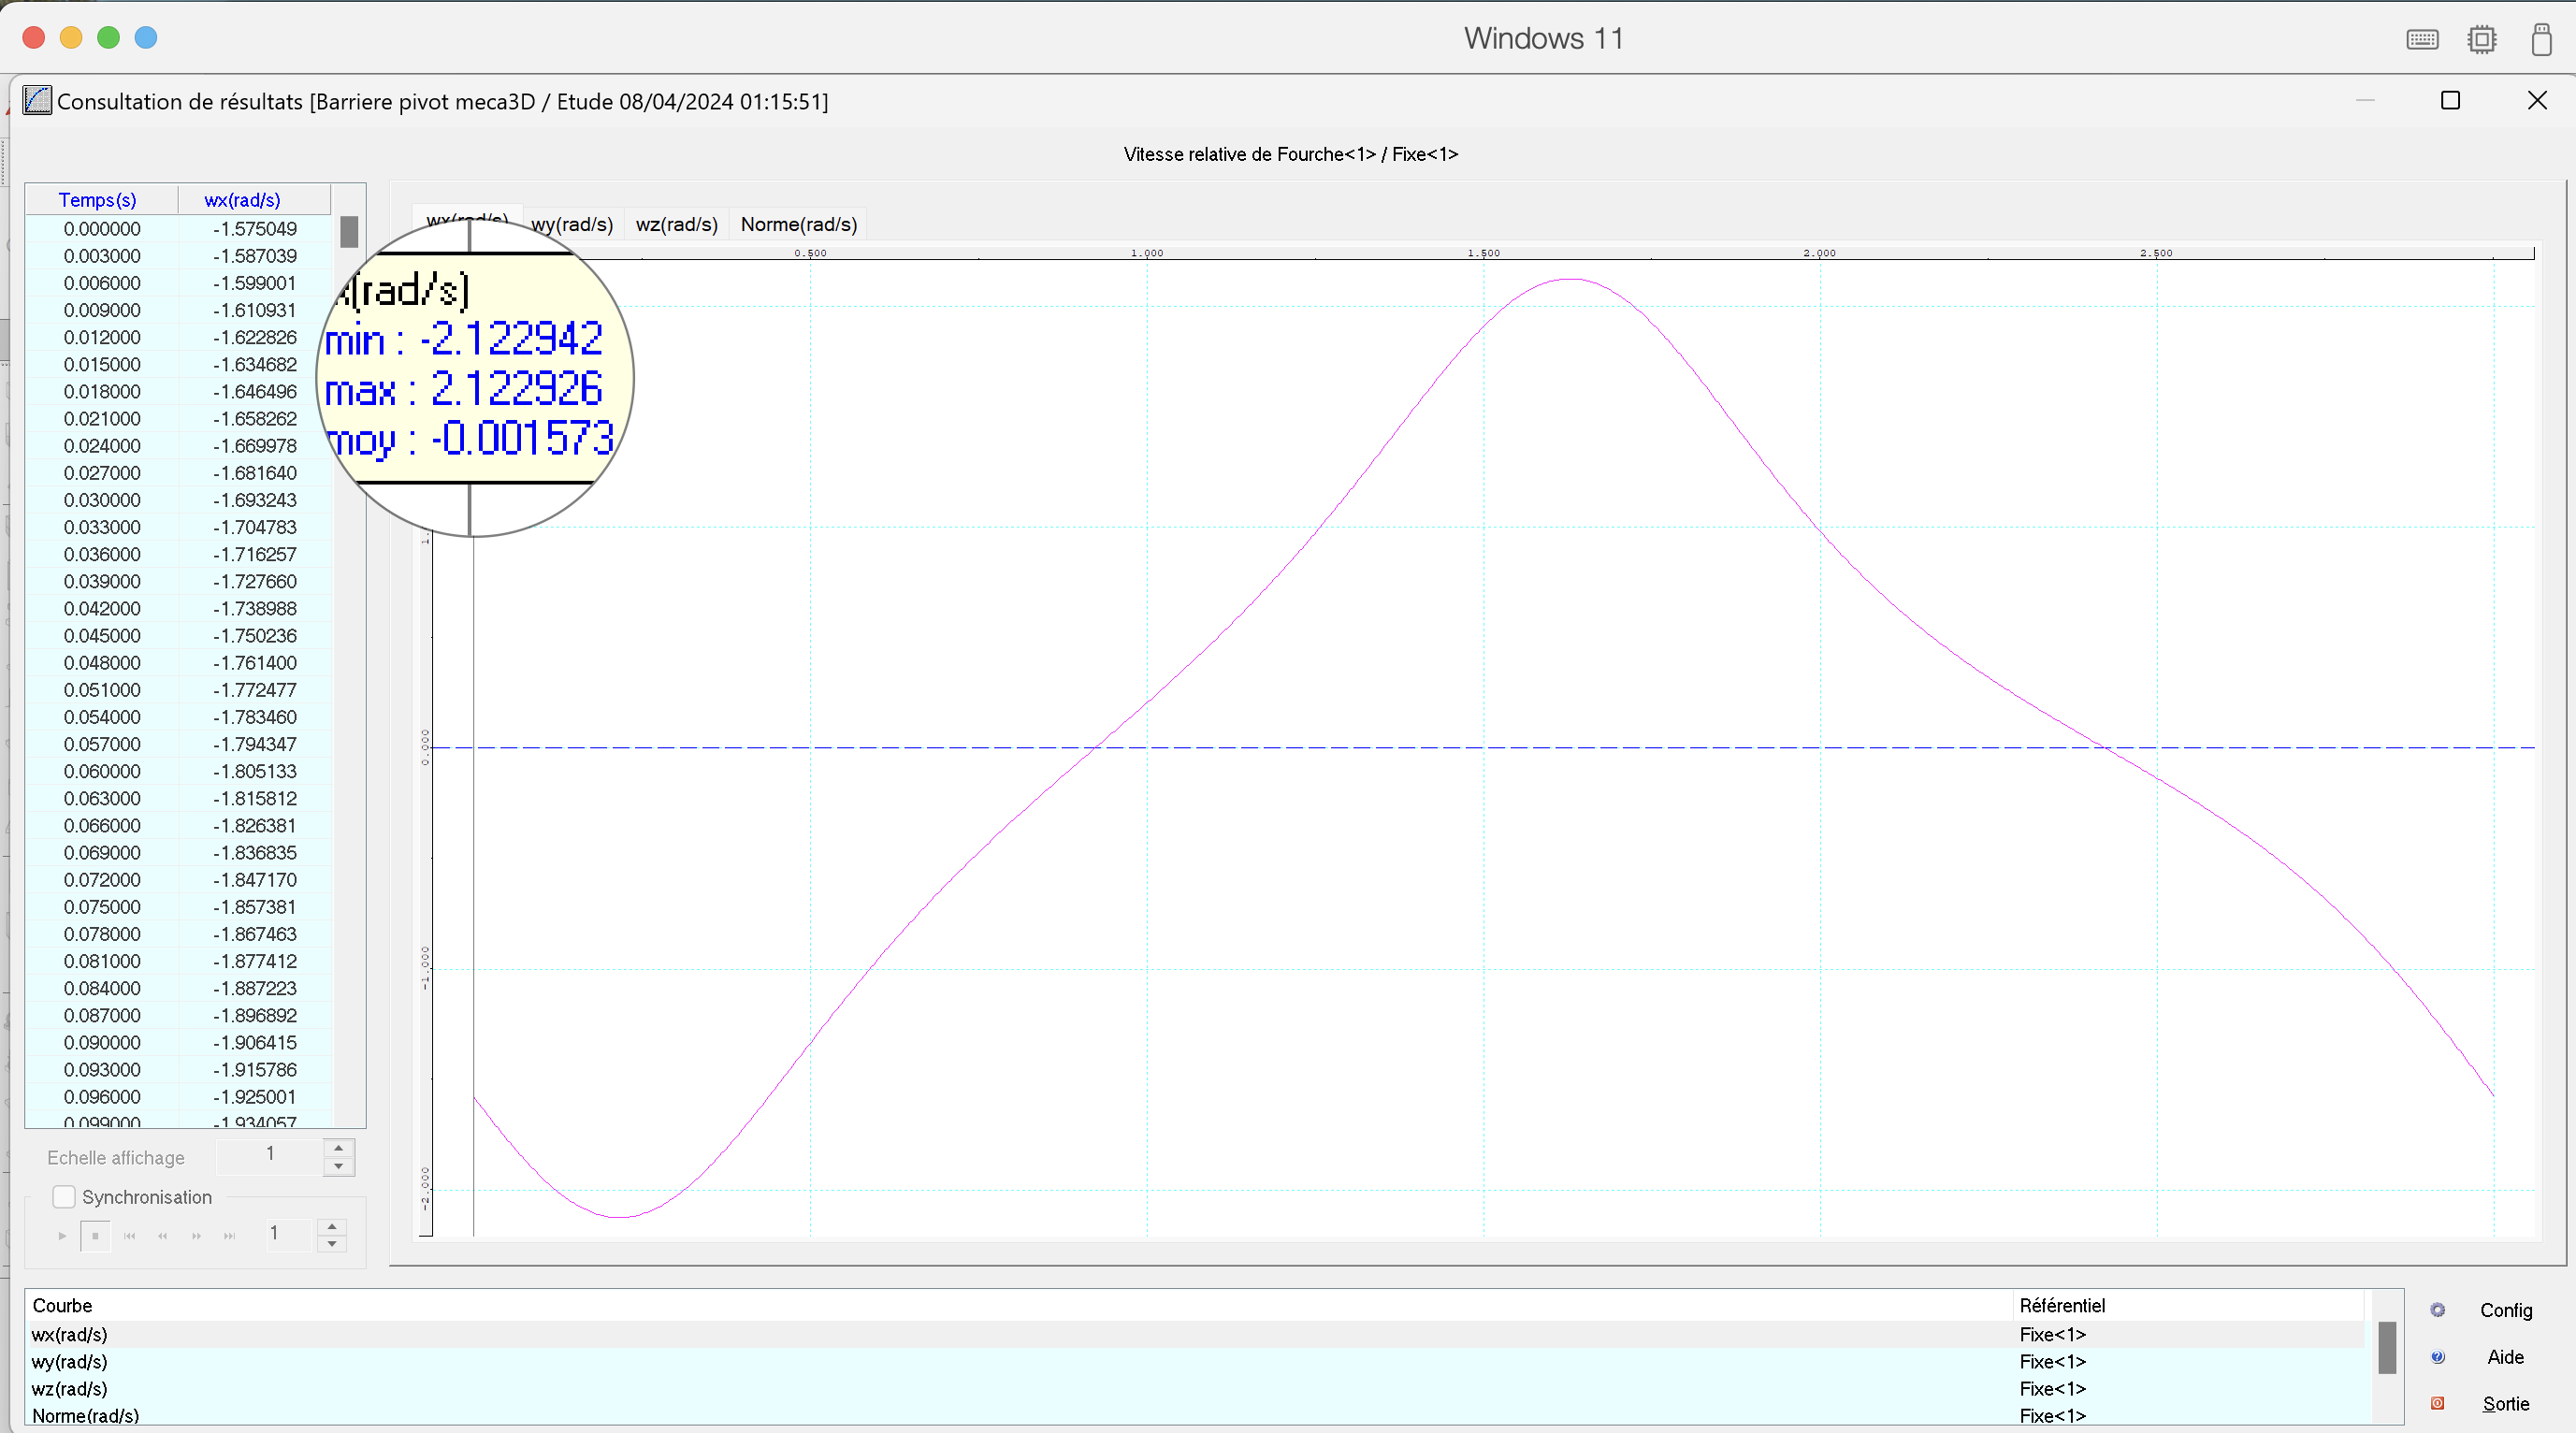 Windows 11
Consultation de résultats [Barriere pivot meca3D / Etude 08/04/2024 01:15:51]
Vitesse relative de Fourche<1> / Fixe<1>
Temps(s) wx(rad/s)
0.000000 -1.575049
0.003000 -1.587039
0.006000 -1.599001
0.009000 -1.610931
0.012000 -1.622826
0.015000 -1.634682
0.018000 -1.646496
0.021000 -1.658262
0.024000 -1.669978
0.027000 -1.681640
0.030000 -1.693243
0.033000 -1.704783
0.036000 -1.716257
0.039000 -1.727660
0.042000 -1.738988
0.045000 -1.750236
0.048000 -1.761400
0.051000 -1.772477
0.054000 -1.783460
0.057000 -1.794347
0.060000 -1.805133
0.063000 -1.815812
0.066000 -1.826381
0.069000 -1.836835
0.072000 -1.847170
0.075000 -1.857381
0.078000 -1.867463
0.081000 -1.877412
0.084000 -1.887223
0.087000 -1.896892
0.090000 -1.906415
0.093000 -1.915786
0.096000 -1.925001
0.099000 -1.934057
Echelle affichage 1
Synchronisation
1
wx(rad/s) wy(rad/s) wz(rad/s) Norme(rad/s)
0.500 1.000 1.500 2.000 2.500
x(rad/s)
min : -2.122942
max : 2.122926
moy : -0.001573
0.000
-1.000
-2.000
Courbe Référentiel
wx(rad/s) Fixe<1>
wy(rad/s) Fixe<1>
wz(rad/s) Fixe<1>
Norme(rad/s) Fixe<1>
Config
Aide
Sortie